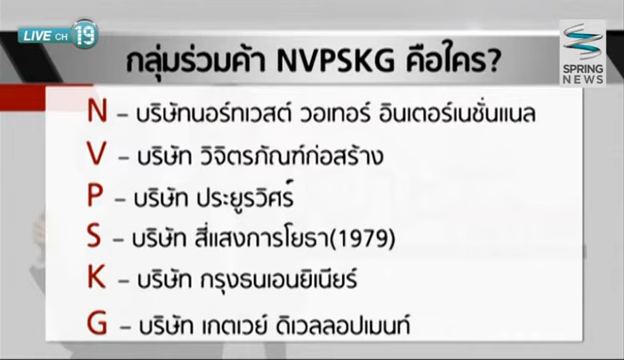 LIVE CH 19
SPRING
NEWS
กลุ่มร่วมค้า NVPSKG คือใคร?
N – บริษัทนอร์ทเวสต์ วอเทอร์ อินเตอร์เนชั่นแนล
V – บริษัท วิจิตรภัณฑ์ก่อสร้าง
P – บริษัท ประยูรวิศร์
S – บริษัท สี่แสงการโยธา(1979)
K – บริษัท กรุงธนเอนยิเนียร์
G – บริษัท เกตเวย์ ดิเวลลอปเมนท์